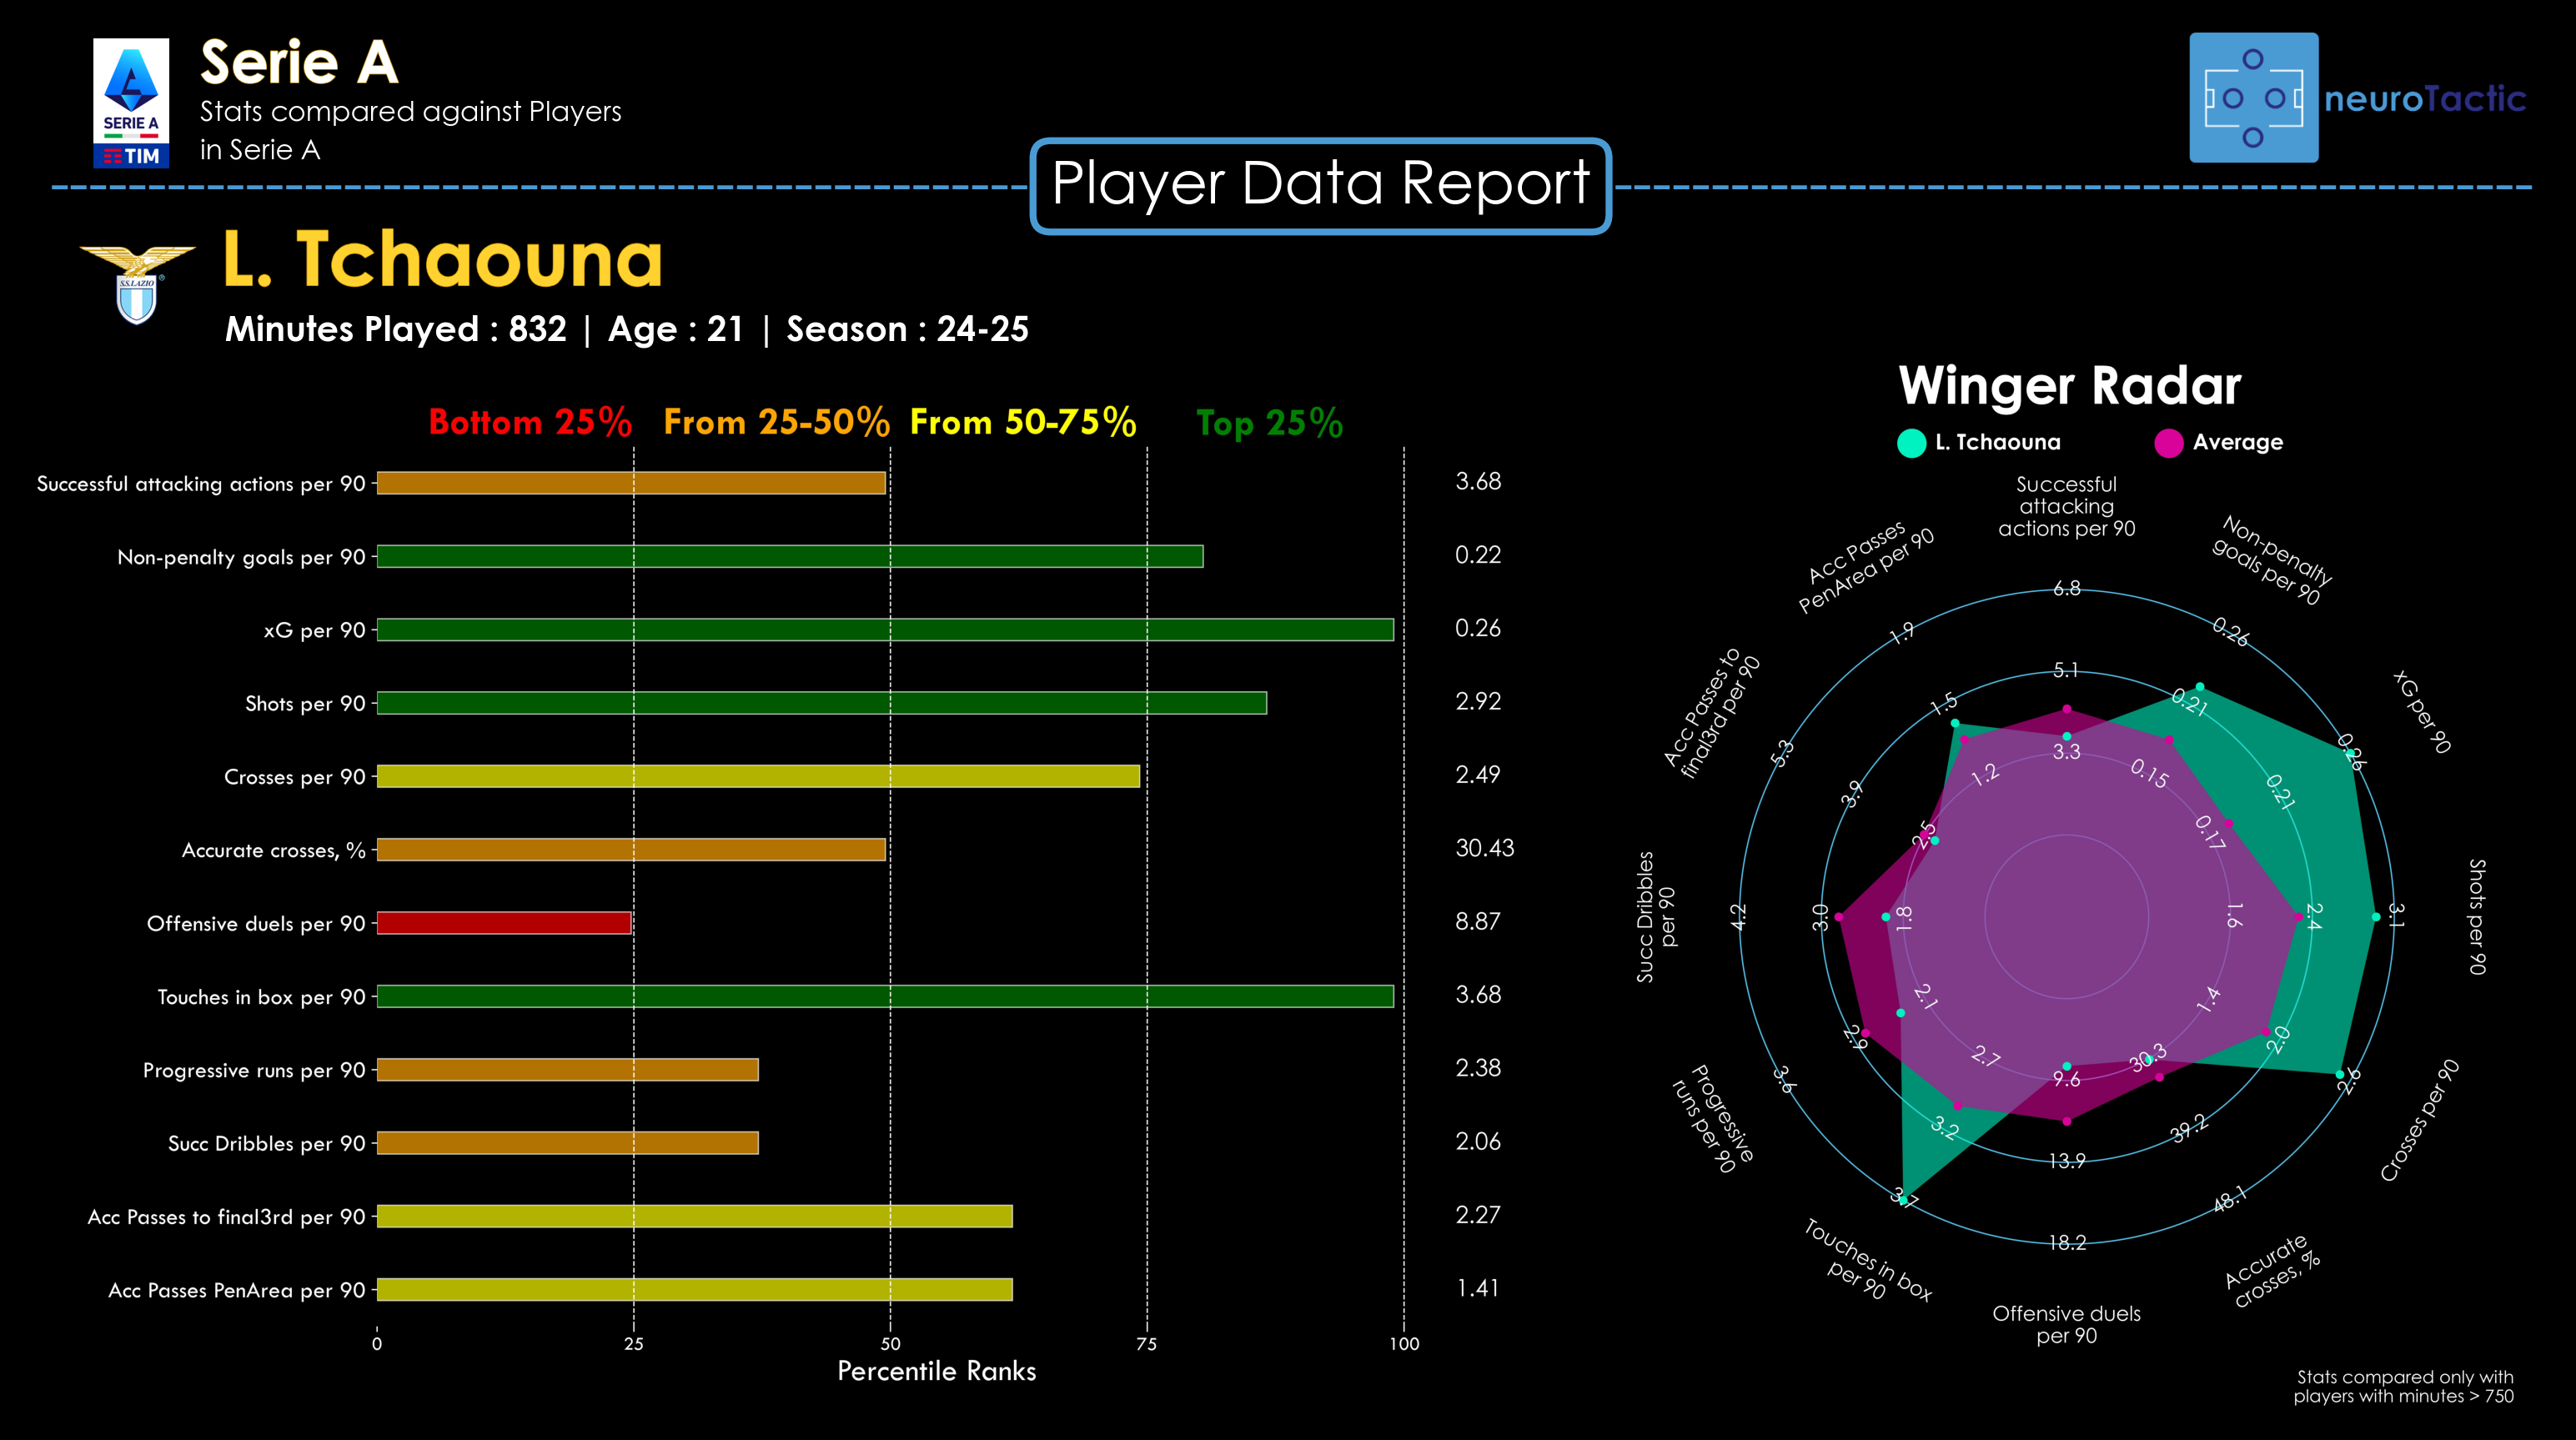 Serie A
Stats compared against Players
in Serie A
SERIE A
TIM
neuroTactic
Player Data Report
S.S.LAZIO
®
L. Tchaouna
Minutes Played : 832 | Age : 21 | Season : 24-25
Bottom 25%
From 25-50%
From 50-75%
Top 25%
Successful attacking actions per 90
3.68
Non-penalty goals per 90
0.22
xG per 90
0.26
Shots per 90
2.92
Crosses per 90
2.49
Accurate crosses, %
30.43
Offensive duels per 90
8.87
Touches in box per 90
3.68
Progressive runs per 90
2.38
Succ Dribbles per 90
2.06
Acc Passes to final3rd per 90
2.27
Acc Passes PenArea per 90
1.41
0
25
50
75
100
Percentile Ranks
Winger Radar
L. Tchaouna
Average
Successful
attacking
actions per 90
3.3
5.1
6.8
Non-penalty
goals per 90
0.15
0.21
0.26
xG per 90
0.17
0.21
0.26
Shots per 90
1.6
2.4
3.1
Crosses per 90
1.4
2.0
2.6
Accurate
crosses, %
30.3
39.2
48.1
Offensive duels
per 90
9.6
13.9
18.2
Touches in box
per 90
2.7
3.2
3.7
Progressive
runs per 90
2.1
2.9
3.6
Succ Dribbles
per 90
1.8
3.0
4.2
Acc Passes to
final3rd per 90
2.5
3.9
5.3
Acc Passes
PenArea per 90
1.2
1.5
1.9
Stats compared only with
players with minutes > 750